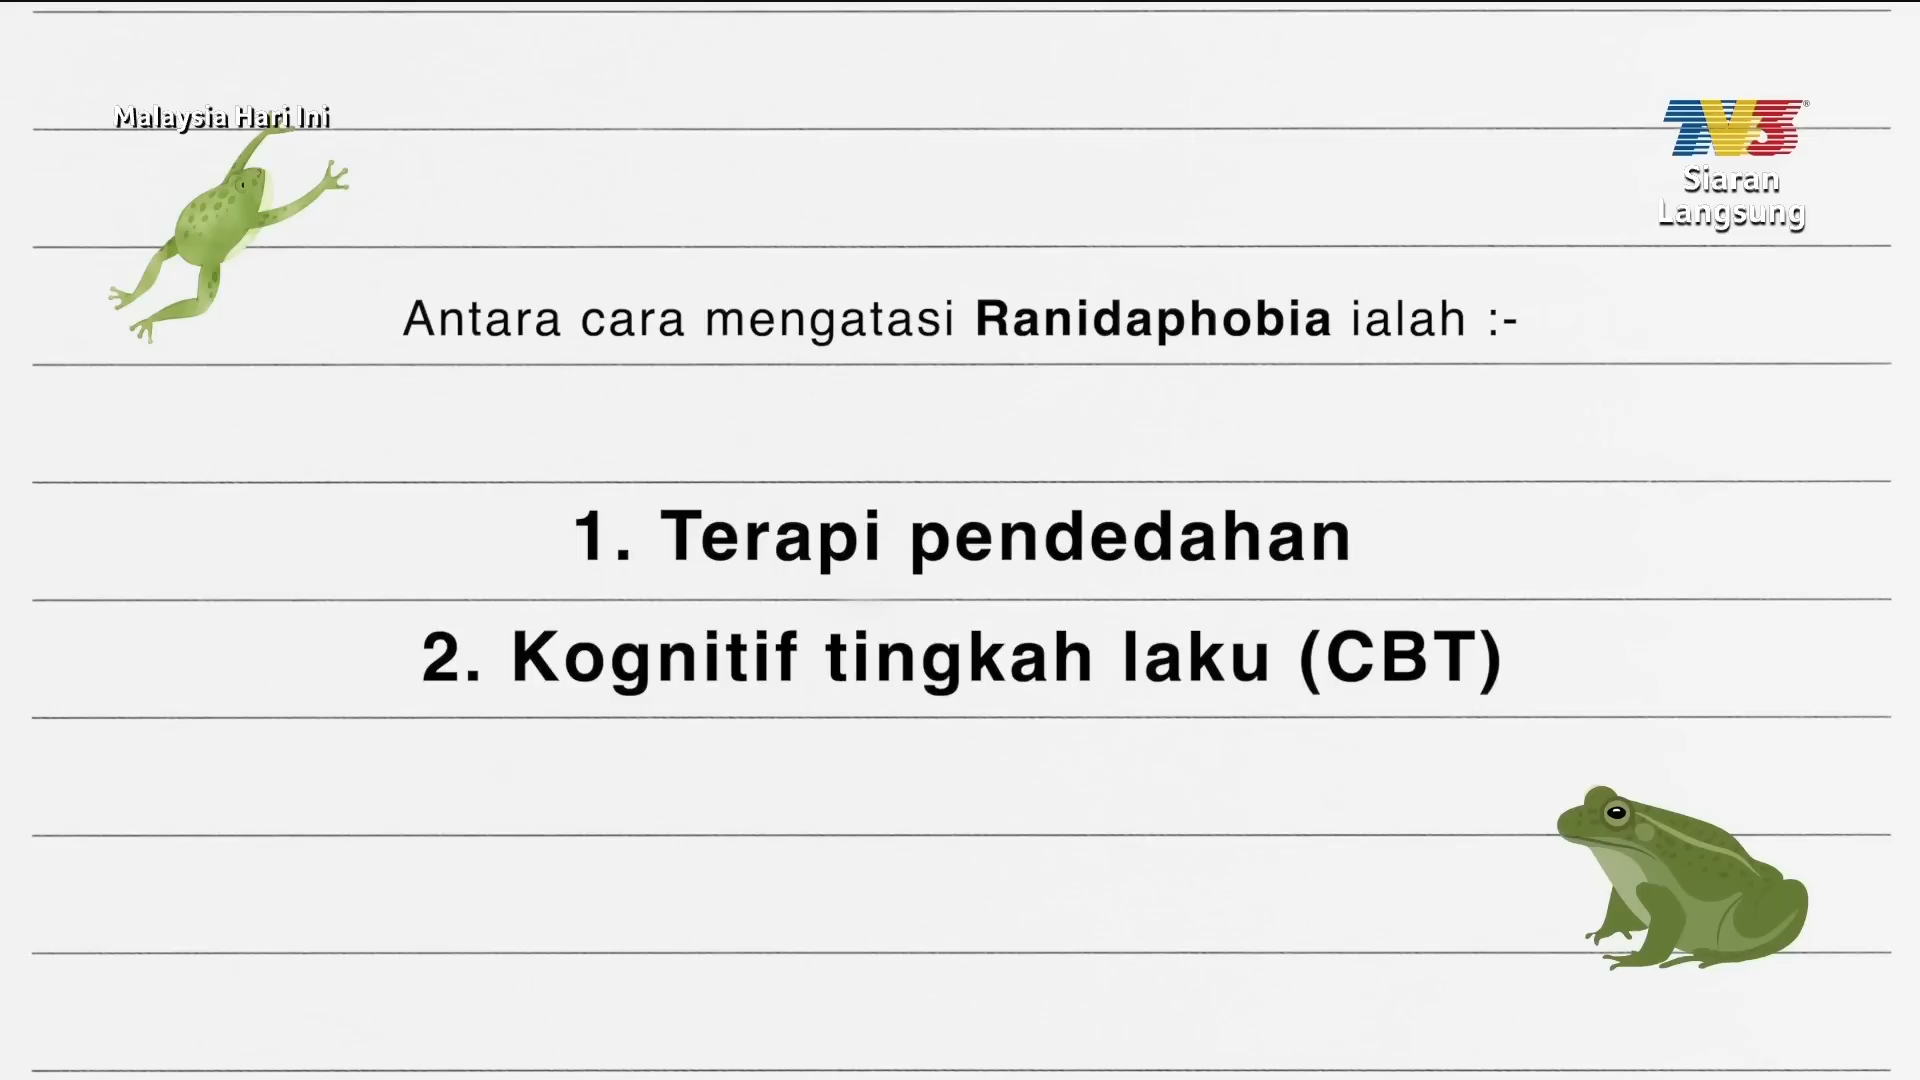 Malaysia Hari Ini
TV3
Siaran
Langsung
Antara cara mengatasi Ranidaphobia ialah :-
1. Terapi pendedahan
2. Kognitif tingkah laku (CBT)